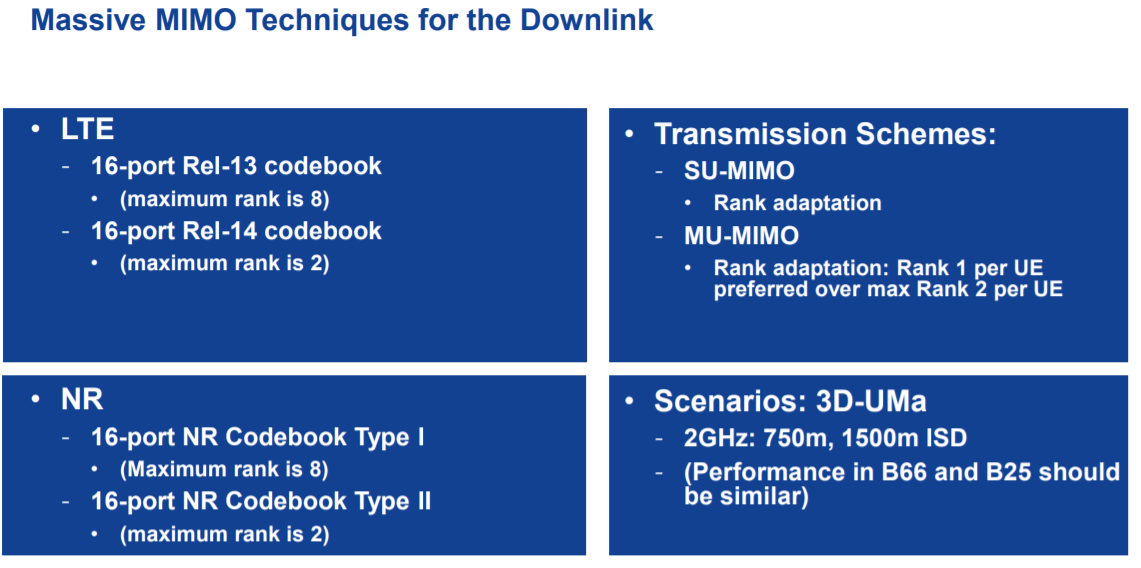 Massive MIMO Techniques for the Downlink
• LTE
- 16-port Rel-13 codebook
• (maximum rank is 8)
- 16-port Rel-14 codebook
• (maximum rank is 2)
• Transmission Schemes:
- SU-MIMO
• Rank adaptation
- MU-MIMO
• Rank adaptation: Rank 1 per UE
preferred over max Rank 2 per UE
• NR
- 16-port NR Codebook Type I
• (Maximum rank is 8)
- 16-port NR Codebook Type II
• (maximum rank is 2)
• Scenarios: 3D-UMa
- 2GHz: 750m, 1500m ISD
- (Performance in B66 and B25 should
be similar)